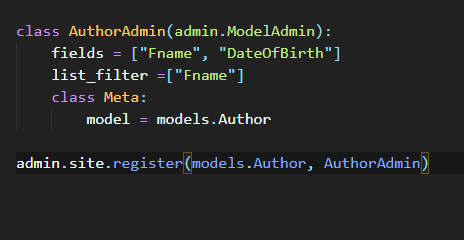 class AuthorAdmin(admin.ModelAdmin):
    fields = ["Fname", "DateOfBirth"]
    list_filter =["Fname"]
    class Meta:
        model = models.Author
admin.site.register(models.Author, AuthorAdmin)